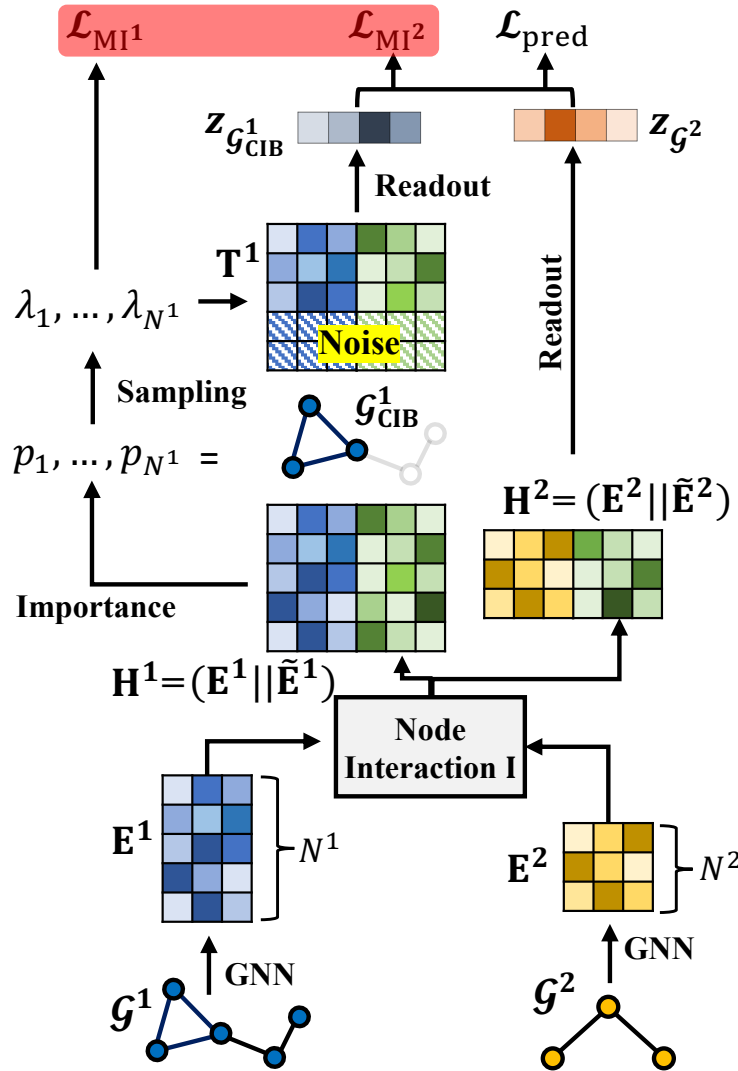 𝓛_MI¹ 𝓛_MI² 𝓛_pred
z_𝒢¹_CIB z_𝒢²
Readout
T¹
λ₁, … , λ_N¹
Readout
Noise
Sampling
𝒢¹_CIB
p₁, … , p_N¹ =
H² = (E² || Ẽ²)
Importance
H¹ = (E¹ || Ẽ¹)
Node
Interaction I
E¹ N¹
E² N²
GNN GNN
𝒢¹ 𝒢²